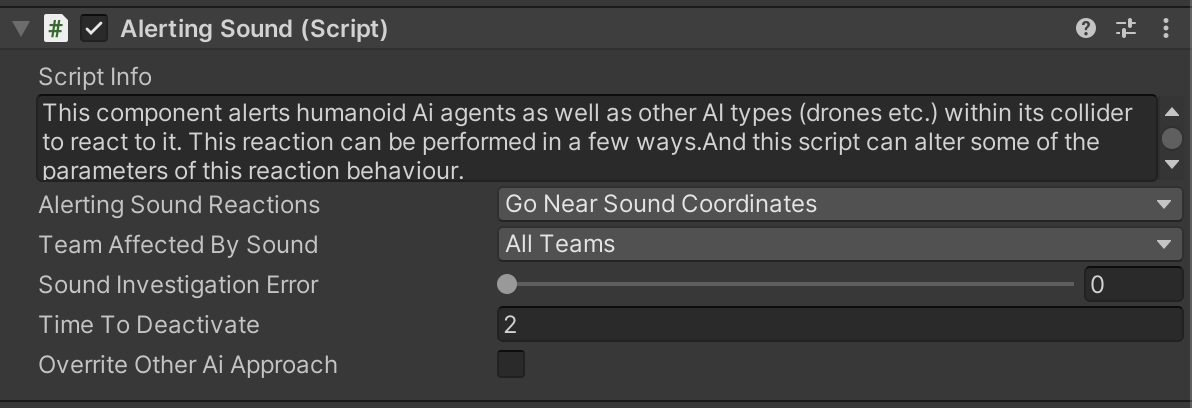 # Alerting Sound (Script)
Script Info
This component alerts humanoid Ai agents as well as other AI types (drones etc.) within its collider
to react to it. This reaction can be performed in a few ways.And this script can alter some of the
parameters of this reaction behaviour.
Alerting Sound Reactions Go Near Sound Coordinates
Team Affected By Sound All Teams
Sound Investigation Error 0
Time To Deactivate 2
Overrite Other Ai Approach